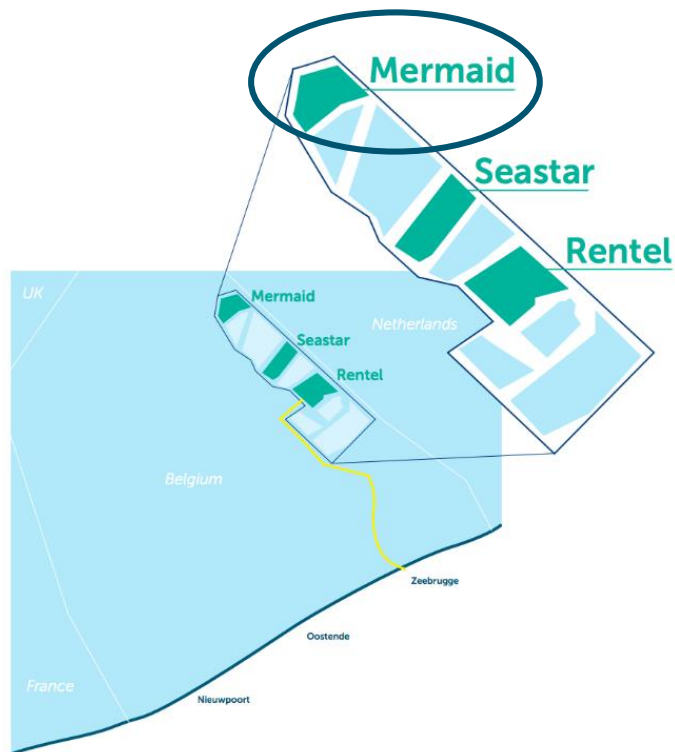 Mermaid
Seastar
Rentel
UK
Mermaid
Netherlands
Seastar
Rentel
Belgium
Zeebrugge
Oostende
France
Nieuwpoort